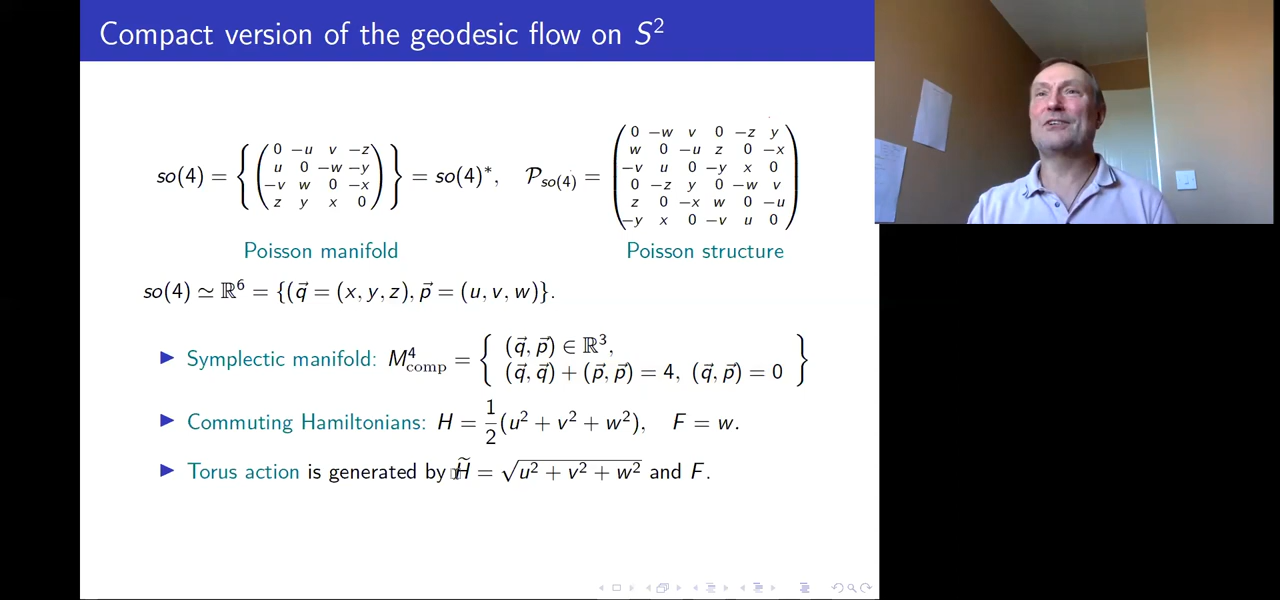 Compact version of the geodesic flow on S²
so(4) = { ( 0 −u v −z
u 0 −w −y
−v w 0 −x
z y x 0 ) } = so(4)*, 𝒫so(4) = ( 0 −w v 0 −z y
w 0 −u z 0 −x
−v u 0 −y x 0
0 −z y 0 −w v
z 0 −x w 0 −u
−y x 0 −v u 0 )
Poisson manifold Poisson structure
so(4) ≃ ℝ⁶ = {(q⃗ = (x, y, z), p⃗ = (u, v, w)}.
▶ Symplectic manifold: M⁴comp = { (q⃗, p⃗) ∈ ℝ³,
(q⃗, q⃗) + (p⃗, p⃗) = 4, (q⃗, p⃗) = 0 }
▶ Commuting Hamiltonians: H = 1/2(u² + v² + w²), F = w.
▶ Torus action is generated by H̃ = √(u² + v² + w²) and F.